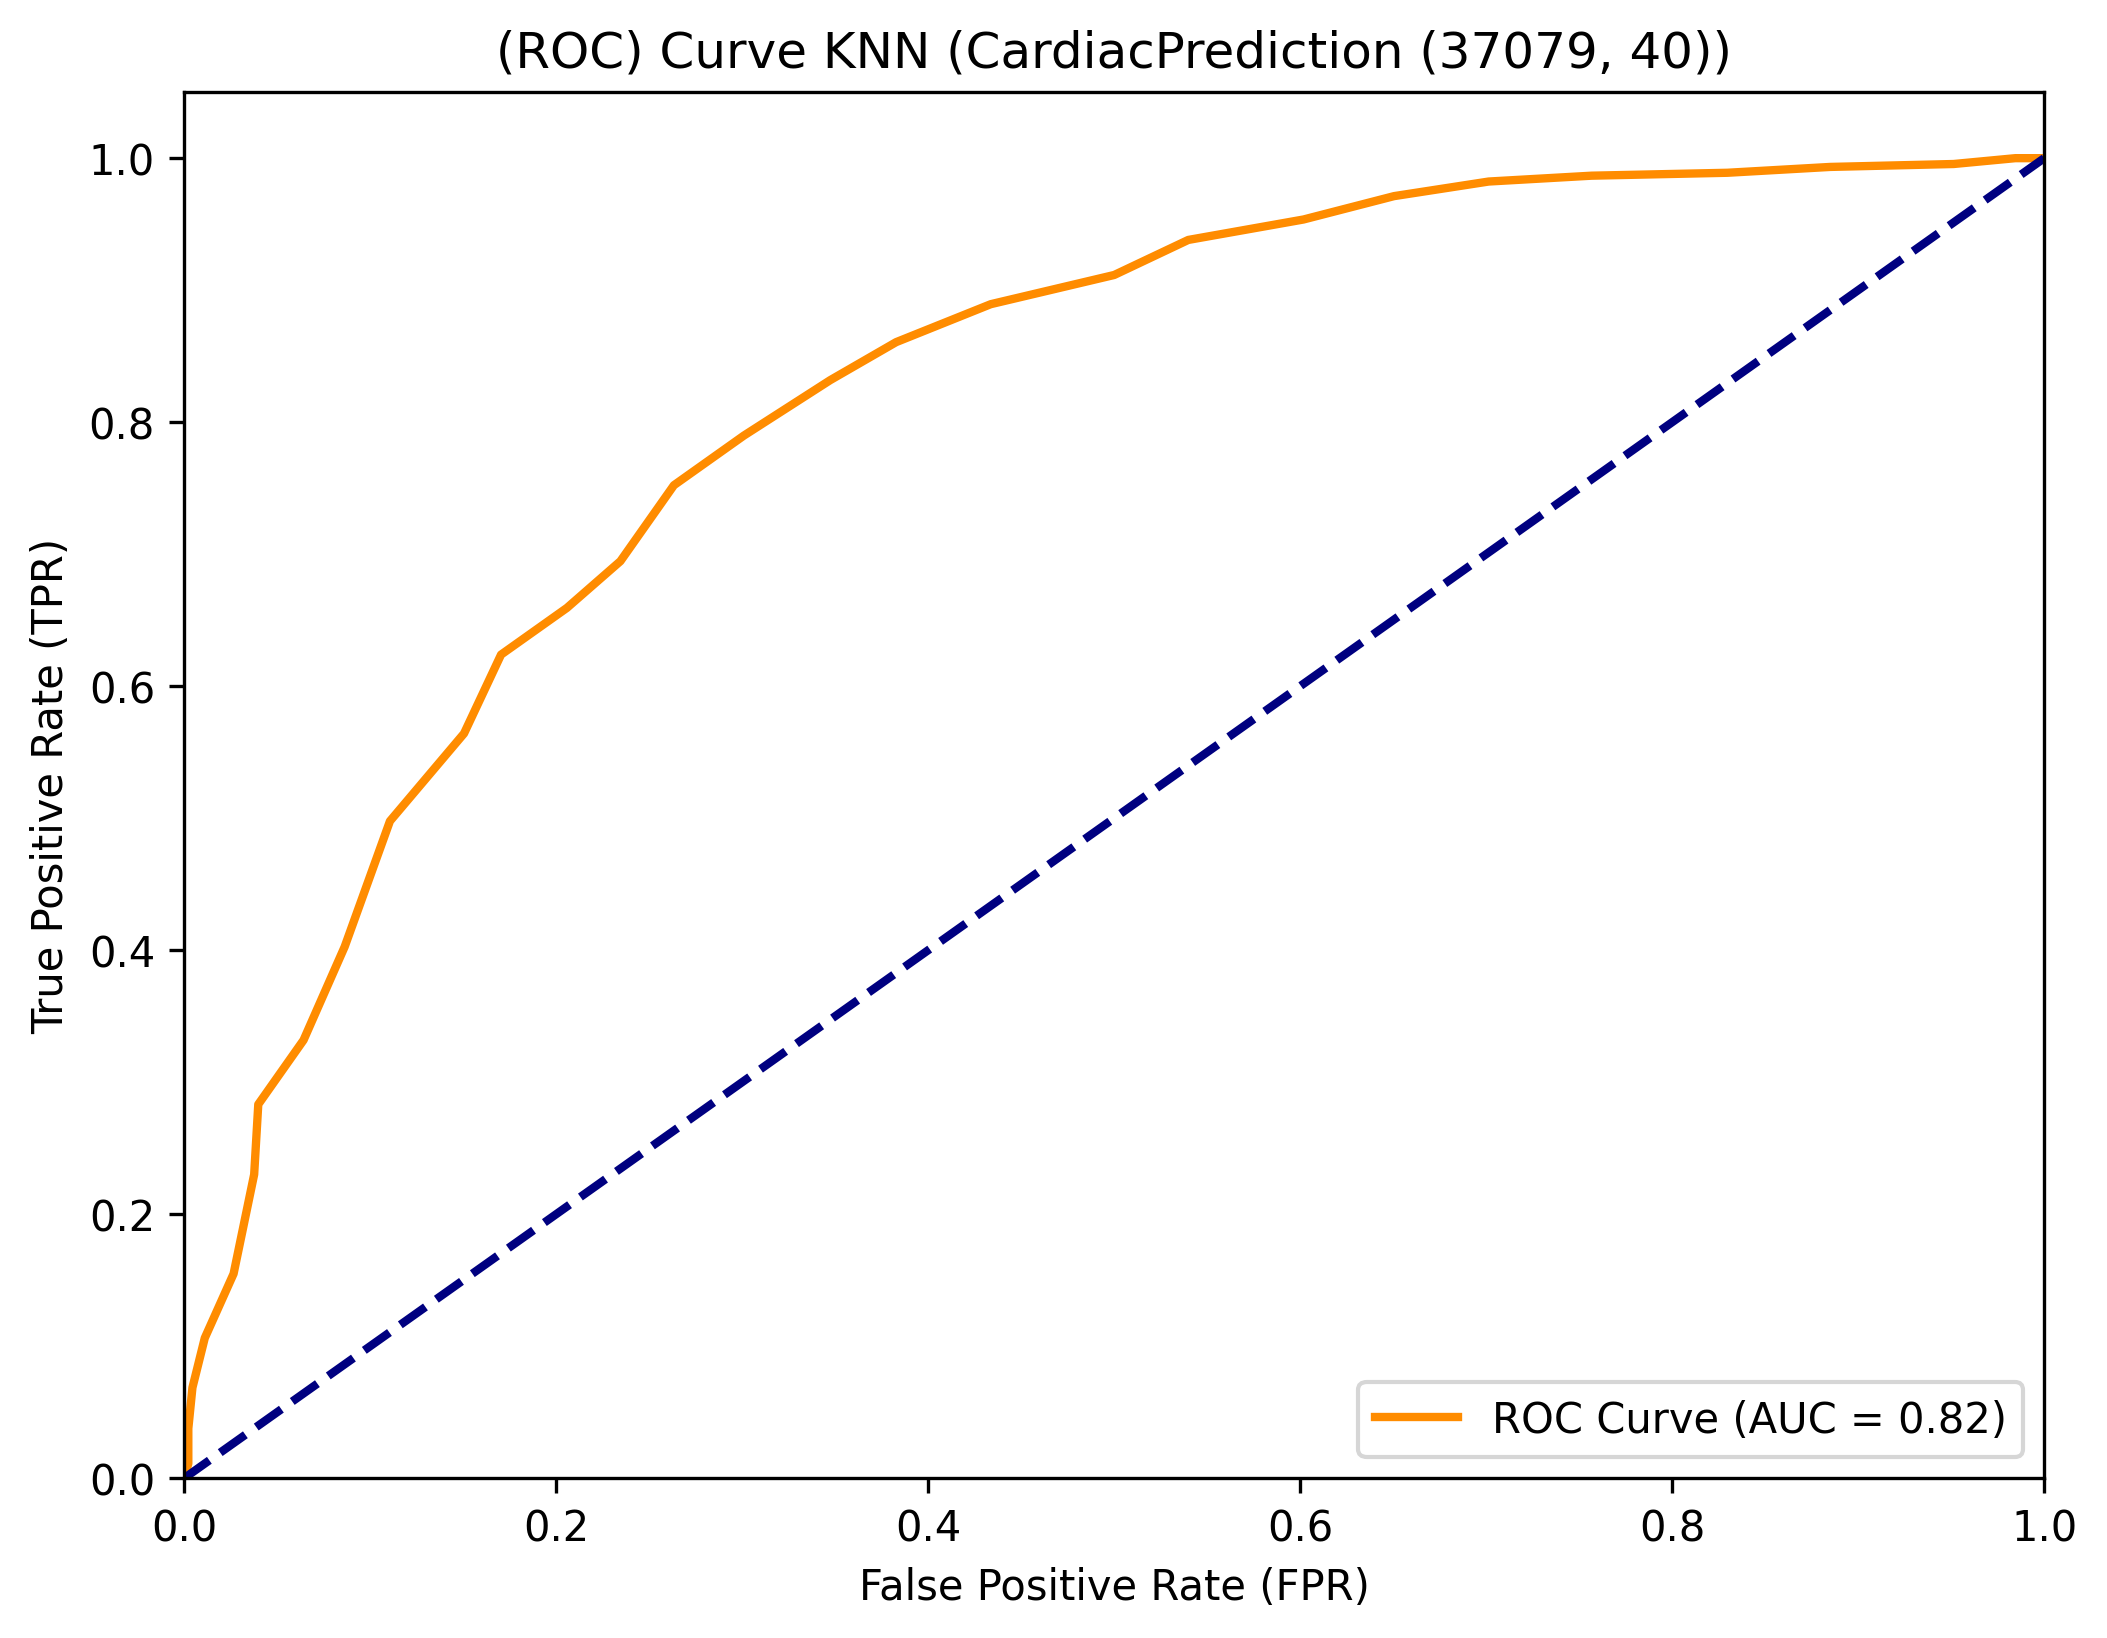 (ROC) Curve KNN (CardiacPrediction (37079, 40))
True Positive Rate (TPR)
1.0
0.8
0.6
0.4
0.2
0.0
0.0 0.2 0.4 0.6 0.8 1.0
False Positive Rate (FPR)
ROC Curve (AUC = 0.82)